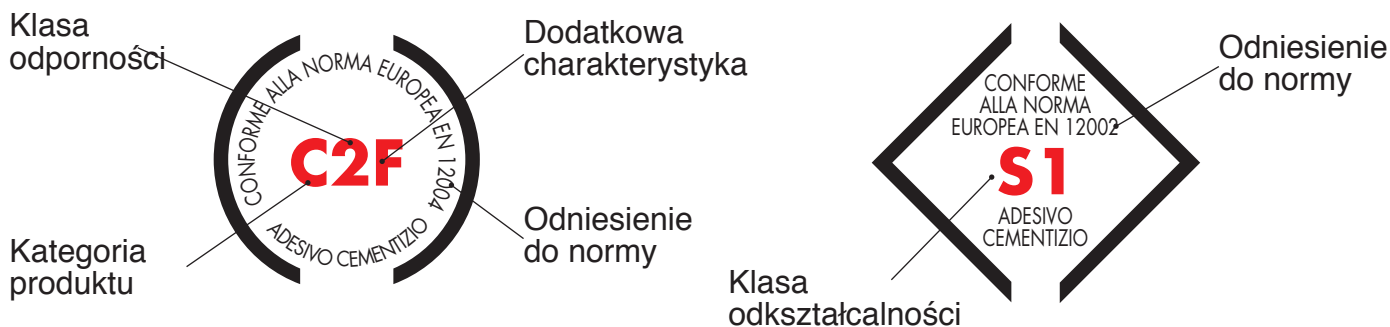 Klasa
odporności
Dodatkowa
charakterystyka
CONFORME ALLA NORMA EUROPEA EN 12004
C2F
ADESIVO CEMENTIZIO
Kategoria
produktu
Odniesienie
do normy
Odniesienie
do normy
CONFORME
ALLA NORMA
EUROPEA EN 12002
S1
ADESIVO
CEMENTIZIO
Klasa
odkształcalności